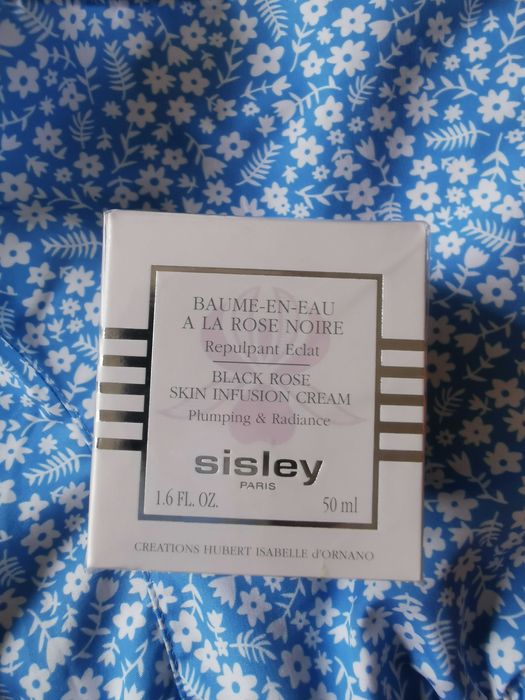 BAUME-EN-EAU
A LA ROSE NOIRE
Repulpant Eclat
BLACK ROSE
SKIN INFUSION CREAM
Plumping & Radiance
sisley
PARIS
1.6 FL. OZ. 50 ml
CREATIONS HUBERT ISABELLE d'ORNANO